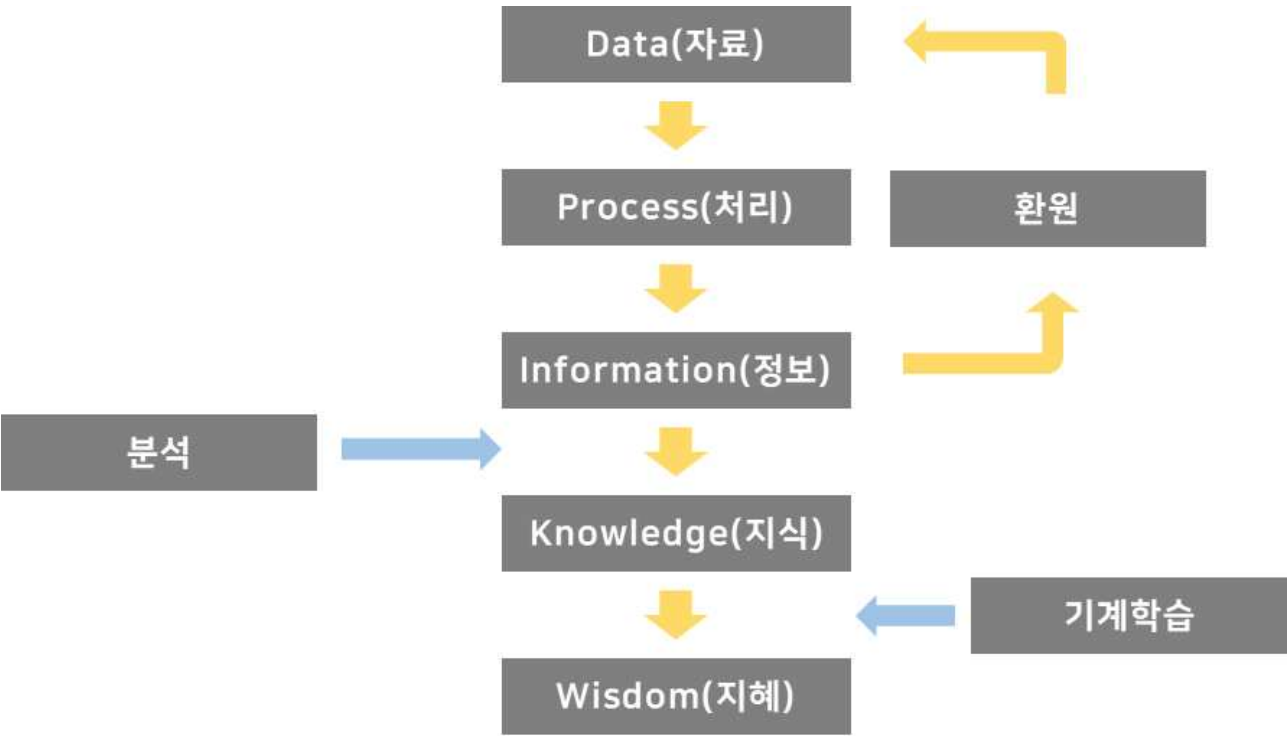 Data(자료)
Process(처리)
환원
Information(정보)
분석
Knowledge(지식)
기계학습
Wisdom(지혜)